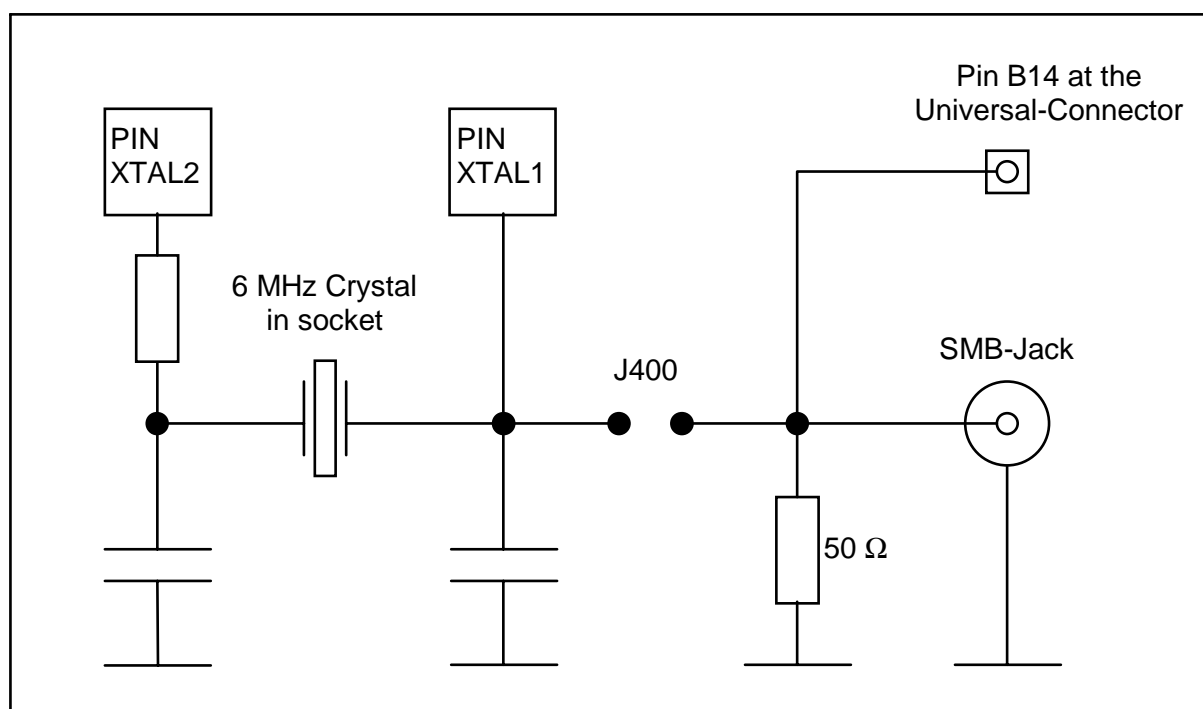 Pin B14 at the
Universal-Connector
PIN
XTAL2
PIN
XTAL1
6 MHz Crystal
in socket
J400
SMB-Jack
50 Ω